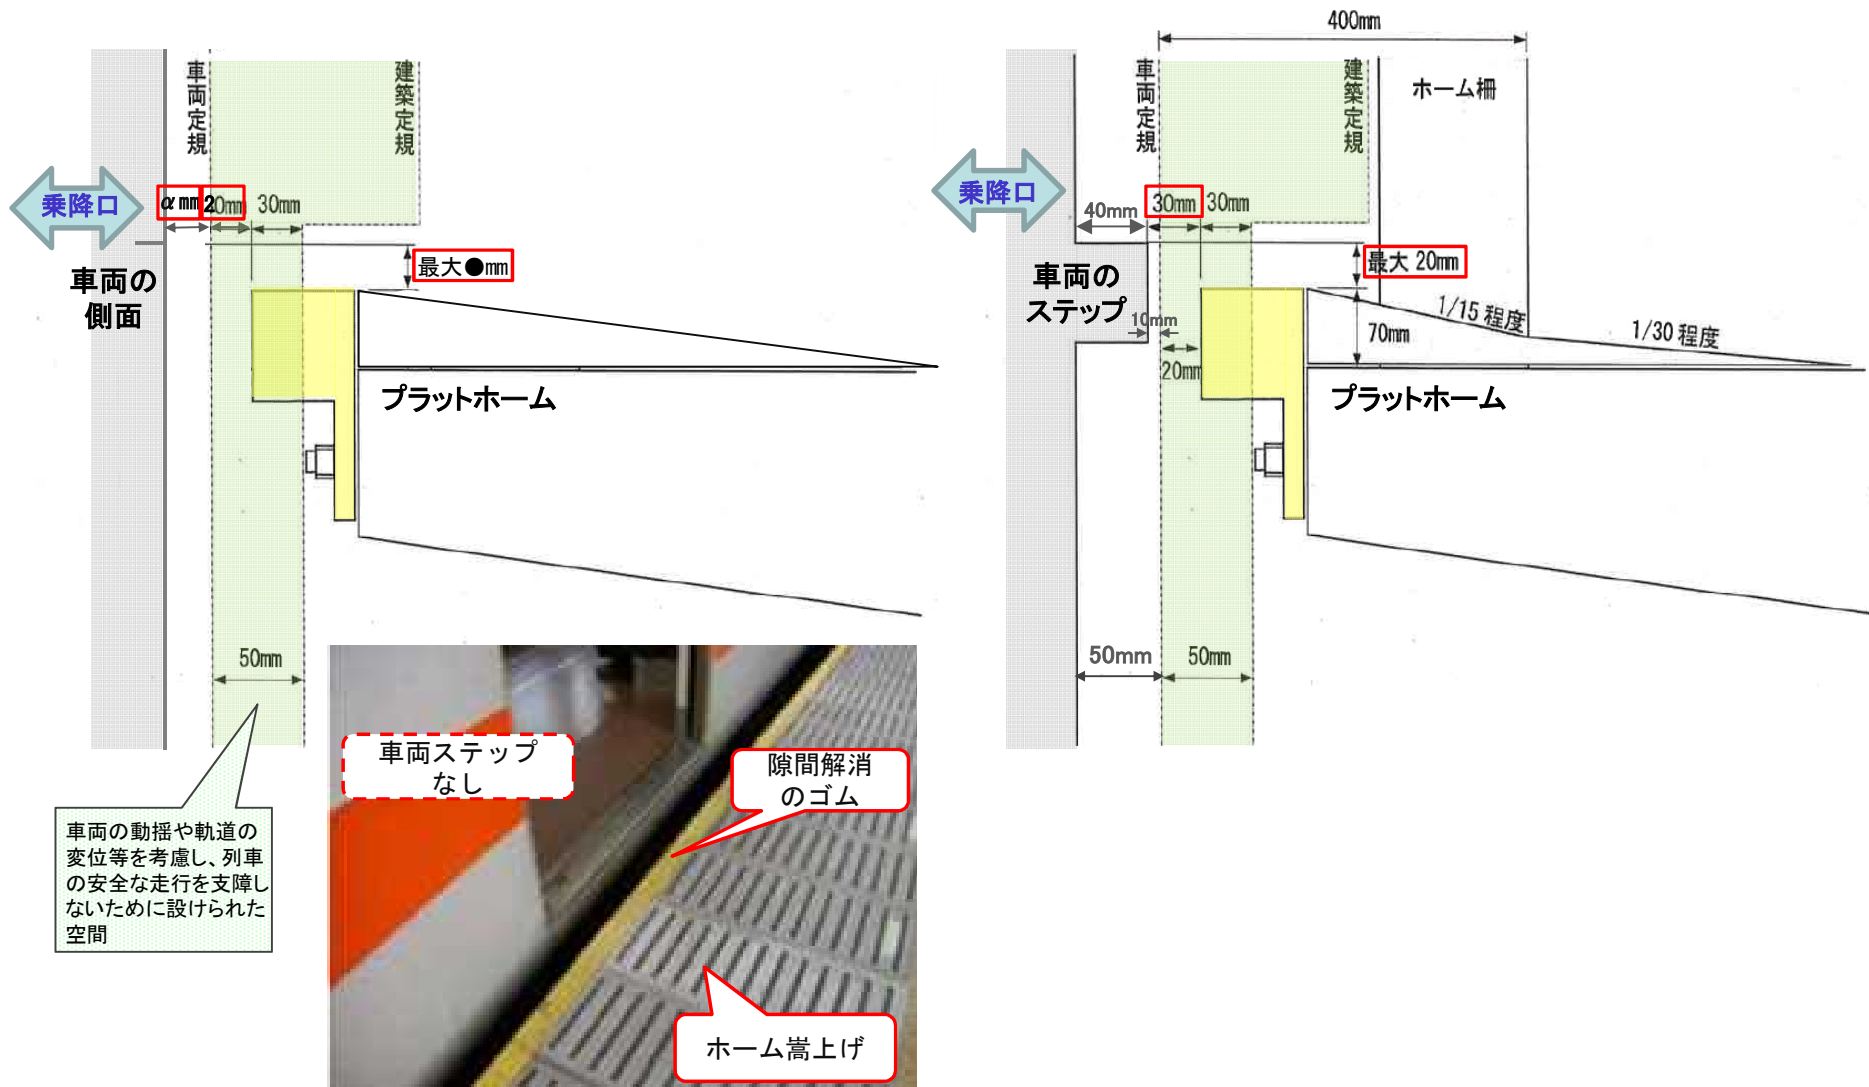 車両定規
建築定規
乗降口
αmm
20mm
30mm
最大●mm
車両の
側面
プラットホーム
50mm
車両の動揺や軌道の
変位等を考慮し、列車
の安全な走行を支障し
ないために設けられた
空間
車両ステップ
なし
隙間解消
のゴム
ホーム嵩上げ
400mm
車両定規
建築定規
ホーム柵
乗降口
40mm
30mm
30mm
最大 20mm
車両の
ステップ
10mm
20mm
70mm
1/15 程度
1/30 程度
プラットホーム
50mm
50mm